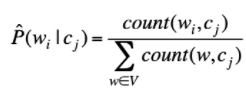 P̂(wᵢ | cⱼ) = count(wᵢ, cⱼ) / ∑_{w∈V} count(w, cⱼ)